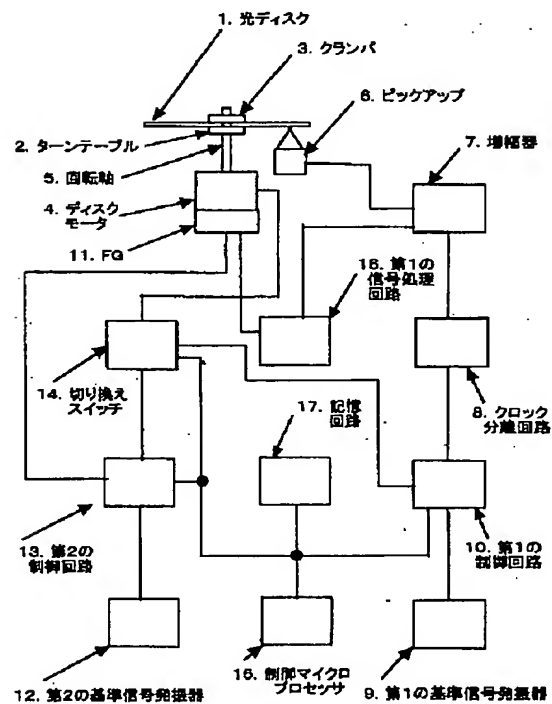 1. 光ディスク
3. クランパ
6. ピックアップ
2. ターンテーブル
7. 増幅器
5. 回転軸
4. ディスク
モータ
11. FG
16. 第1の
信号処理
回路
14. 切り換え
スイッチ
17. 記憶
回路
8. クロック
分離回路
13. 第2の
制御回路
10. 第1の
制御回路
12. 第2の基準信号発振器
15. 制御マイクロ
プロセッサ
9. 第1の基準信号発振器